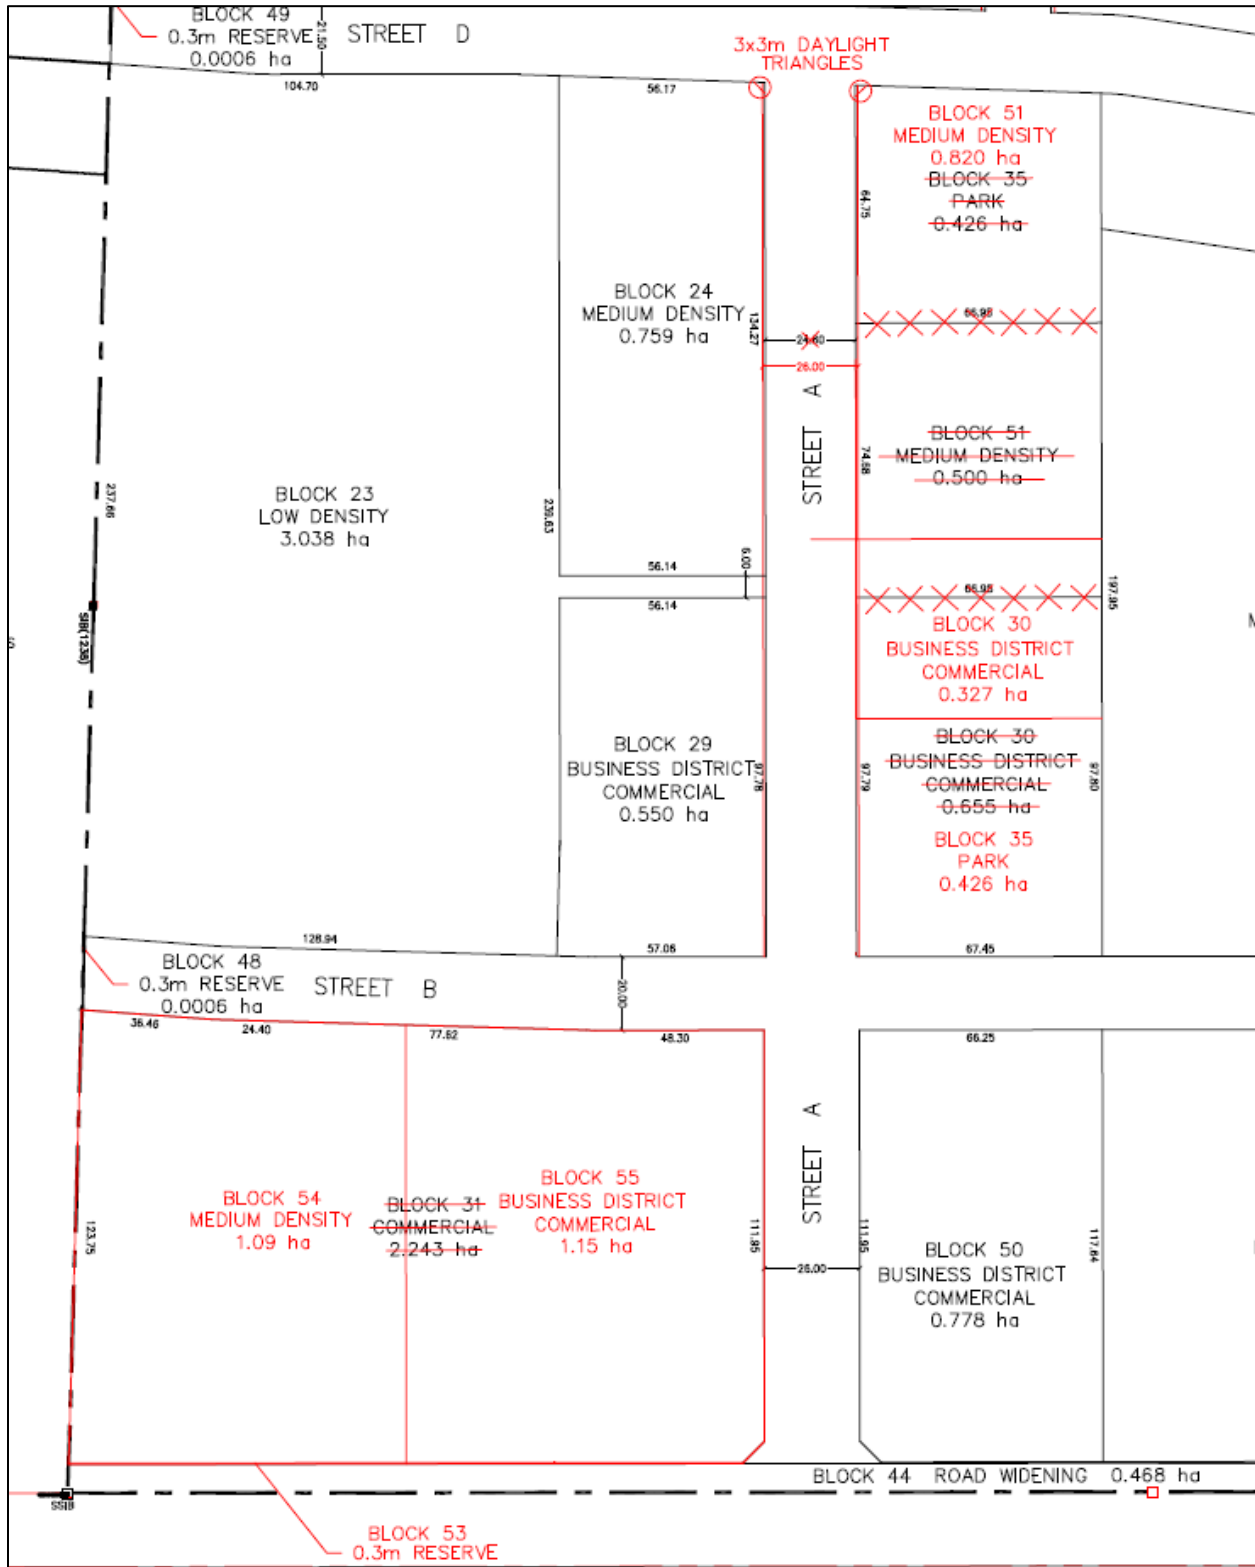 BLOCK 49
0.3m RESERVE
0.0006 ha
21.50
STREET D
3x3m DAYLIGHT
TRIANGLES
104.70
56.17
BLOCK 51
MEDIUM DENSITY
0.820 ha
BLOCK 35
PARK
0.426 ha
64.75
BLOCK 24
MEDIUM DENSITY
0.759 ha
134.27
66.98
26.00
STREET A
BLOCK 51
MEDIUM DENSITY
0.500 ha
74.68
237.66
BLOCK 23
LOW DENSITY
3.038 ha
239.63
56.14
6.00
56.14
66.98
197.95
SIB(1238)
BLOCK 30
BUSINESS DISTRICT
COMMERCIAL
0.327 ha
BLOCK 29
BUSINESS DISTRICT
COMMERCIAL
0.550 ha
97.78
97.79
BLOCK 30
BUSINESS DISTRICT
COMMERCIAL
0.655 ha
97.80
BLOCK 35
PARK
0.426 ha
128.94
57.06
67.45
BLOCK 48
0.3m RESERVE
0.0006 ha
STREET B
20.00
36.46
24.40
77.62
48.30
66.25
STREET A
BLOCK 54
MEDIUM DENSITY
1.09 ha
BLOCK 31
COMMERCIAL
2.243 ha
BLOCK 55
BUSINESS DISTRICT
COMMERCIAL
1.15 ha
123.75
111.95
111.95
117.64
26.00
BLOCK 50
BUSINESS DISTRICT
COMMERCIAL
0.778 ha
BLOCK 44 ROAD WIDENING 0.468 ha
SSIB
BLOCK 53
0.3m RESERVE